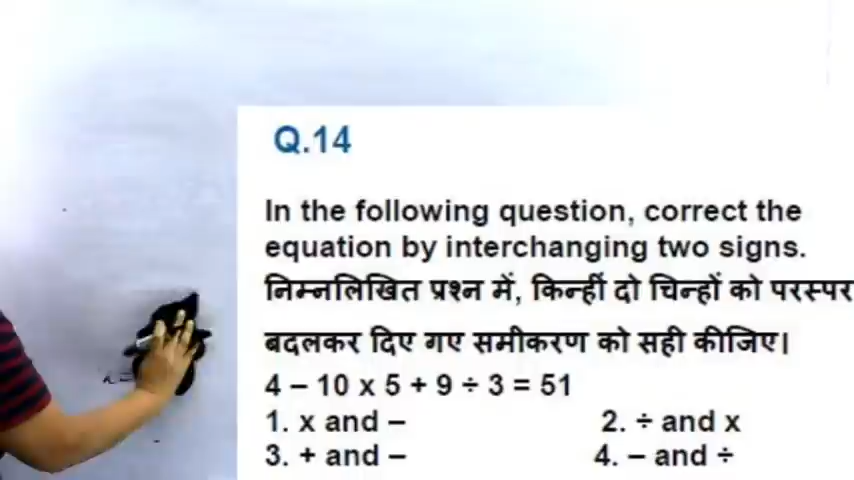 Q.14
In the following question, correct the
equation by interchanging two signs.
निम्नलिखित प्रश्न में, किन्हीं दो चिन्हों को परस्पर
बदलकर दिए गए समीकरण को सही कीजिए।
4 – 10 x 5 + 9 ÷ 3 = 51
1. x and – 2. ÷ and x
3. + and – 4. – and ÷